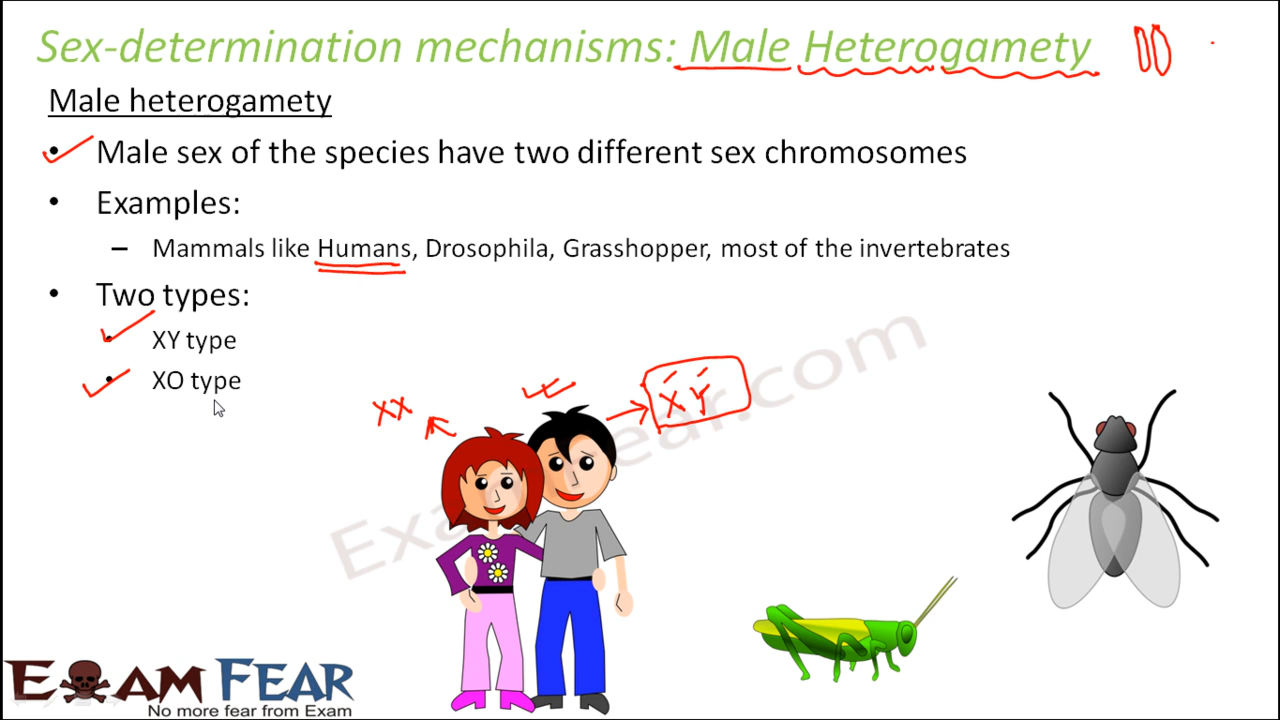 Sex-determination mechanisms: Male Heterogamety
Male heterogamety
• Male sex of the species have two different sex chromosomes
• Examples:
– Mammals like Humans, Drosophila, Grasshopper, most of the invertebrates
• Two types:
• XY type
• XO type
XX
XY
ExamFear.com
EXAM FEAR
No more fear from Exam